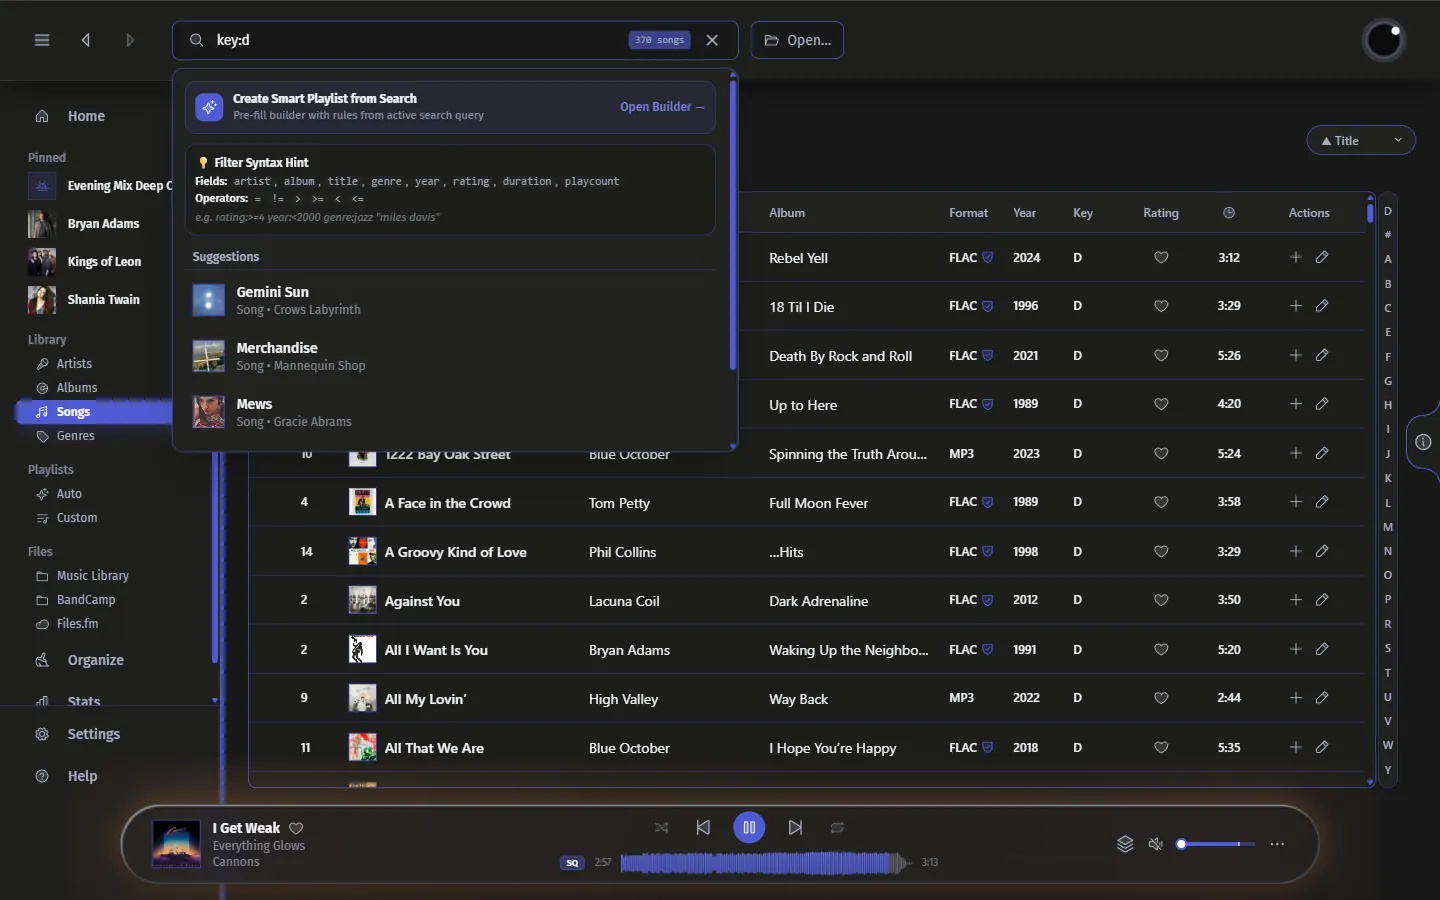 key:d
370 songs
Open...
Create Smart Playlist from Search
Pre-fill builder with rules from active search query
Open Builder →
Filter Syntax Hint
Fields: artist, album, title, genre, year, rating, duration, playcount
Operators: = != > >= < <=
e.g. rating:>=4 year:<2000 genre:jazz "miles davis"
Suggestions
Gemini Sun
Song • Crows Labyrinth
Merchandise
Song • Mannequin Shop
Mews
Song • Gracie Abrams
Home
Pinned
Evening Mix Deep C
Bryan Adams
Kings of Leon
Shania Twain
Library
Artists
Albums
Songs
Genres
Playlists
Auto
Custom
Files
Music Library
BandCamp
Files.fm
Organize
Stats
Settings
Help
▲ Title
Album Format Year Key Rating Actions
Rebel Yell FLAC 2024 D 3:12
18 Til I Die FLAC 1996 D 3:29
Death By Rock and Roll FLAC 2021 D 5:26
Up to Here FLAC 1989 D 4:20
10 1222 Bay Oak Street Blue October Spinning the Truth Arou... MP3 2023 D 5:24
4 A Face in the Crowd Tom Petty Full Moon Fever FLAC 1989 D 3:58
14 A Groovy Kind of Love Phil Collins ...Hits FLAC 1998 D 3:29
2 Against You Lacuna Coil Dark Adrenaline FLAC 2012 D 3:50
2 All I Want Is You Bryan Adams Waking Up the Neighbo... FLAC 1991 D 5:20
9 All My Lovin' High Valley Way Back MP3 2022 D 2:44
11 All That We Are Blue October I Hope You're Happy FLAC 2018 D 5:35
D
#
A
B
C
E
F
G
H
I
J
K
L
M
N
O
P
R
S
T
U
V
W
Y
I Get Weak
Everything Glows
Cannons
SQ 2:57 3:13